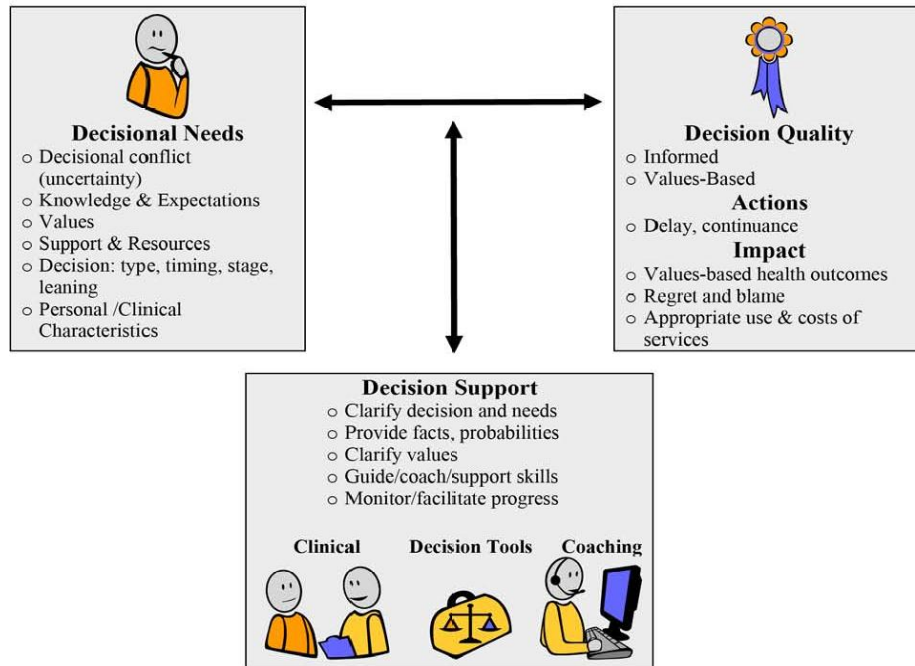 Decisional Needs
○ Decisional conflict
(uncertainty)
○ Knowledge & Expectations
○ Values
○ Support & Resources
○ Decision: type, timing, stage,
leaning
○ Personal /Clinical
Characteristics
Decision Quality
○ Informed
○ Values-Based
Actions
○ Delay, continuance
Impact
○ Values-based health outcomes
○ Regret and blame
○ Appropriate use & costs of
services
Decision Support
○ Clarify decision and needs
○ Provide facts, probabilities
○ Clarify values
○ Guide/coach/support skills
○ Monitor/facilitate progress
Clinical Decision Tools Coaching